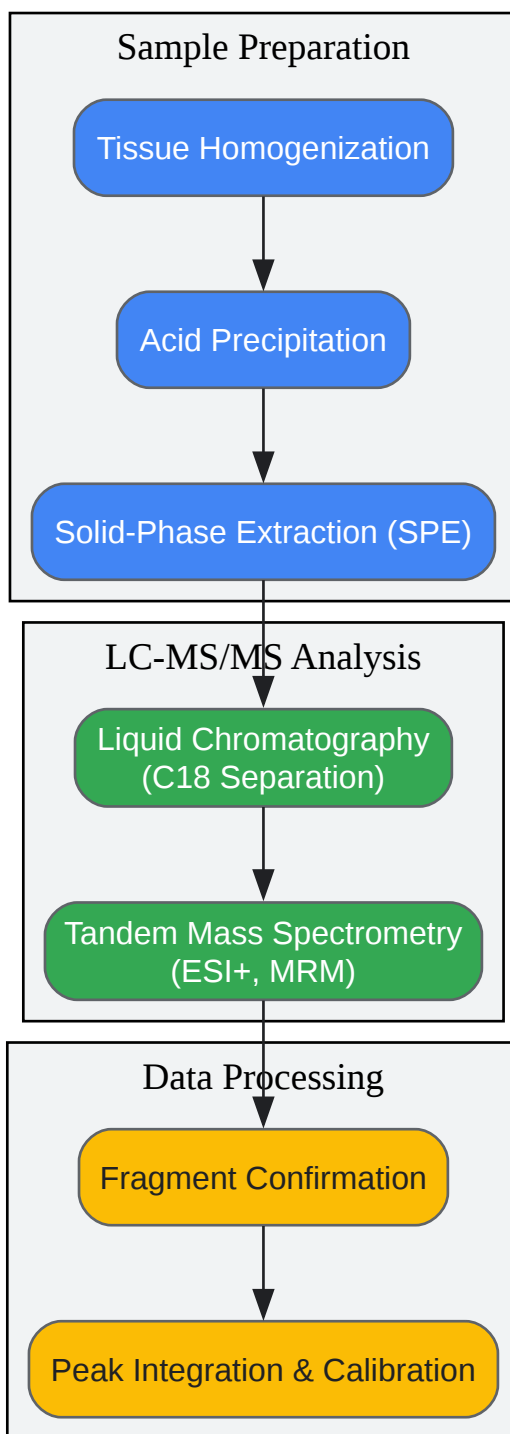 Sample Preparation
Tissue Homogenization
Acid Precipitation
Solid-Phase Extraction (SPE)
LC-MS/MS Analysis
Liquid Chromatography
(C18 Separation)
Tandem Mass Spectrometry
(ESI+, MRM)
Data Processing
Fragment Confirmation
Peak Integration & Calibration